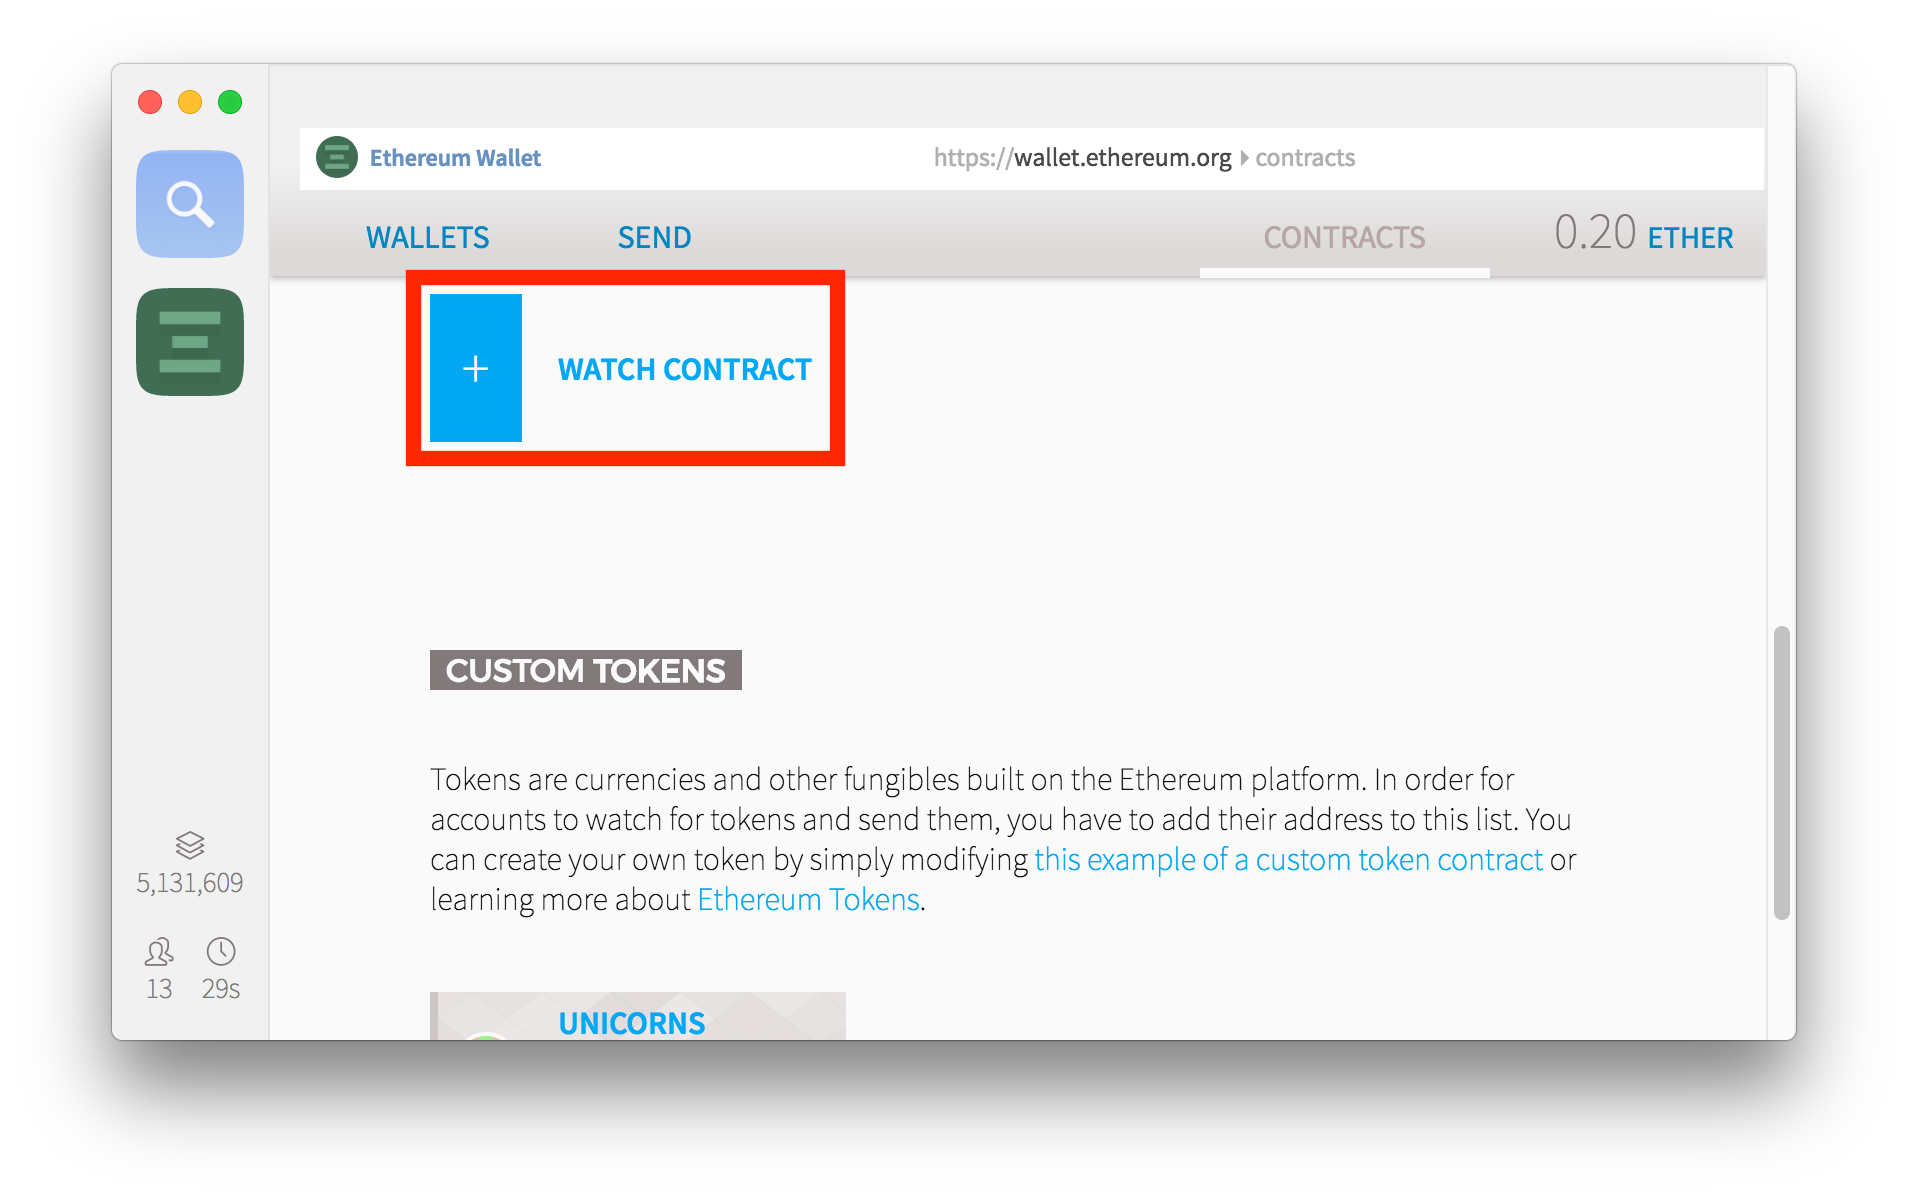 Ethereum Wallet
https://wallet.ethereum.org contracts
WALLETS
SEND
CONTRACTS
0.20 ETHER
+
WATCH CONTRACT
CUSTOM TOKENS
Tokens are currencies and other fungibles built on the Ethereum platform. In order for
accounts to watch for tokens and send them, you have to add their address to this list. You
can create your own token by simply modifying this example of a custom token contract or
learning more about Ethereum Tokens.
5,131,609
13
29s
UNICORNS